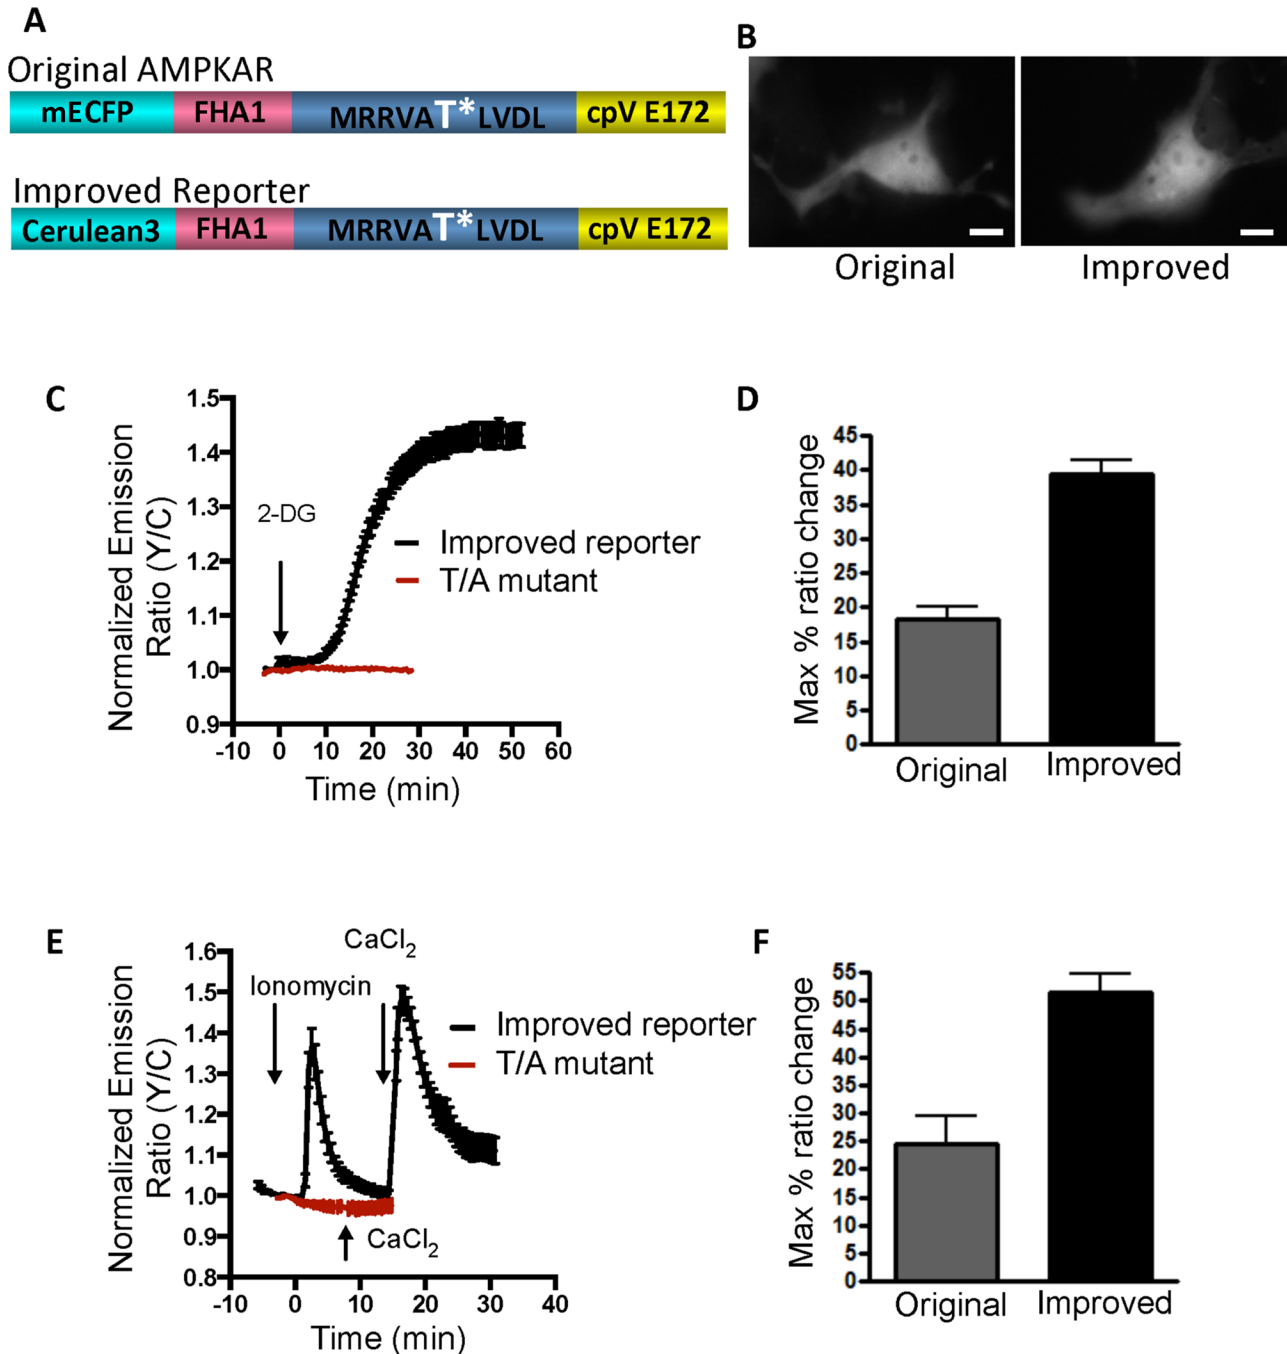 A
Original AMPKAR
mECFP FHA1 MRRVAT*LVDL cpV E172
Improved Reporter
Cerulean3 FHA1 MRRVAT*LVDL cpV E172
B
Original Improved
C
Normalized Emission
Ratio (Y/C)
1.5
1.4
1.3
1.2
1.1
1.0
0.9
2-DG
Improved reporter
T/A mutant
-10 0 10 20 30 40 50 60
Time (min)
D
Max % ratio change
45
40
35
30
25
20
15
10
5
0
Original Improved
E
Normalized Emission
Ratio (Y/C)
1.6
1.5
1.4
1.3
1.2
1.1
1.0
0.9
0.8
CaCl2
Ionomycin
Improved reporter
T/A mutant
CaCl2
-10 0 10 20 30 40
Time (min)
F
Max % ratio change
55
50
45
40
35
30
25
20
15
10
5
0
Original Improved